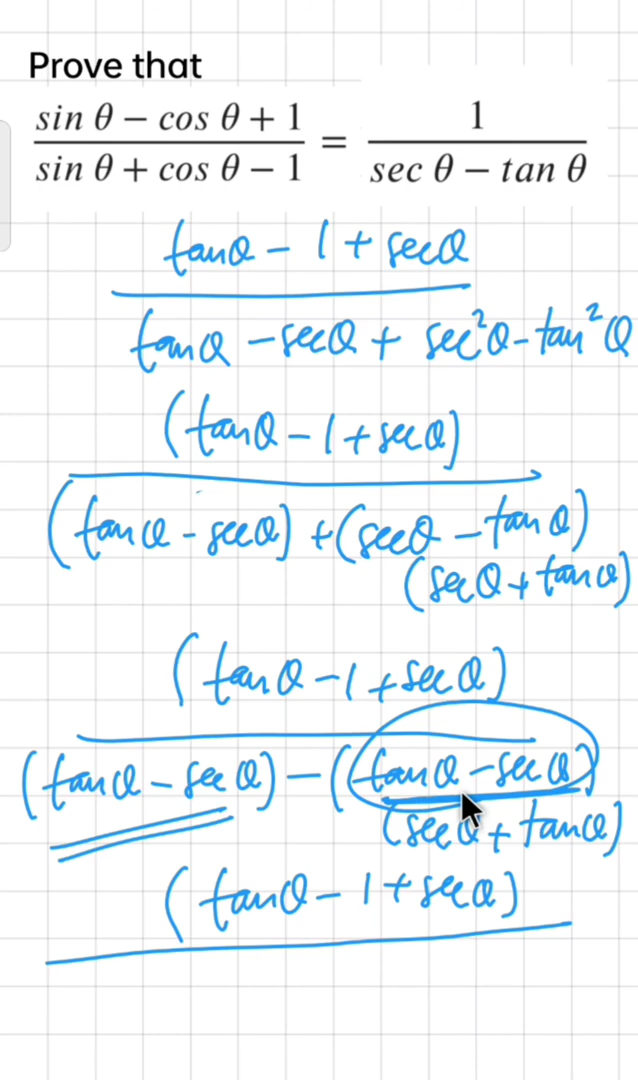 Prove that
sin θ − cos θ + 1 / sin θ + cos θ − 1 = 1 / sec θ − tan θ
tanθ − 1 + secθ
tanθ − secθ + sec²θ − tan²θ
(tanθ − 1 + secθ)
(tanθ − secθ) + (secθ − tanθ)
(secθ + tanθ)
(tanθ − 1 + secθ)
(tanθ − secθ) − ((tanθ − secθ)
(secθ + tanθ)
(tanθ − 1 + secθ)